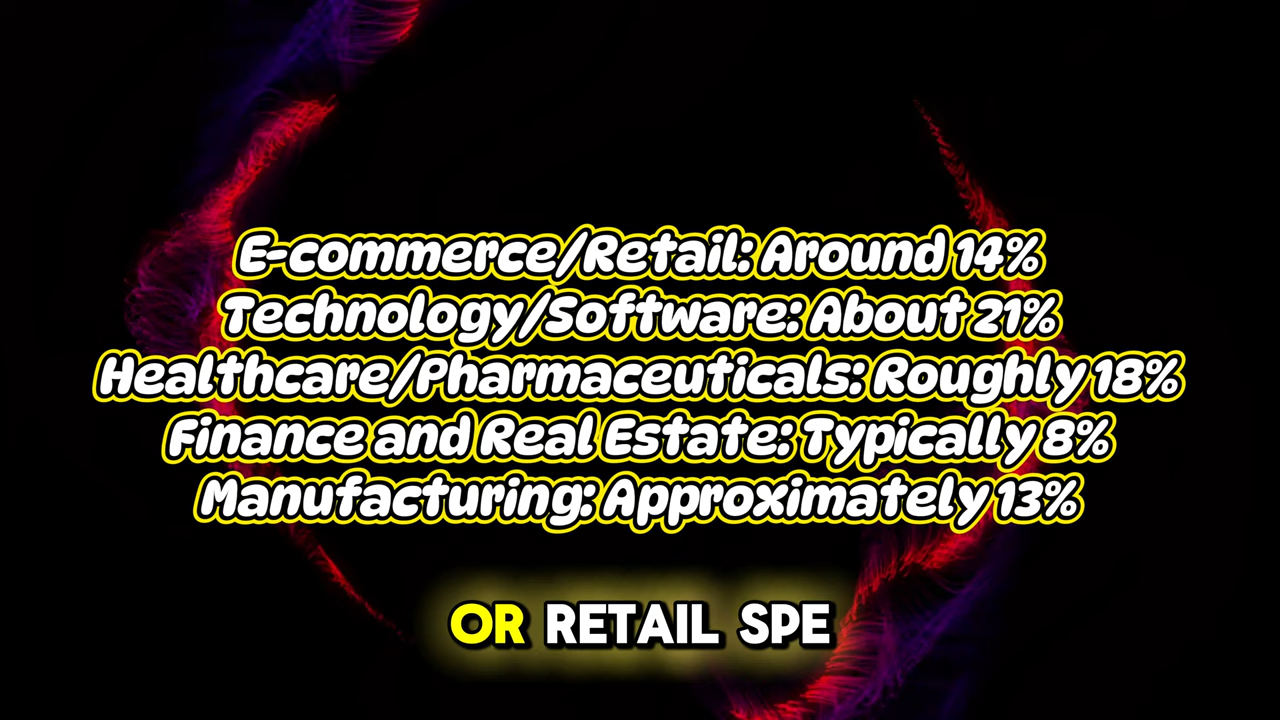 E-commerce/Retail: Around 14%
Technology/Software: About 21%
Healthcare/Pharmaceuticals: Roughly 18%
Finance and Real Estate: Typically 8%
Manufacturing: Approximately 13%
OR RETAIL SPE